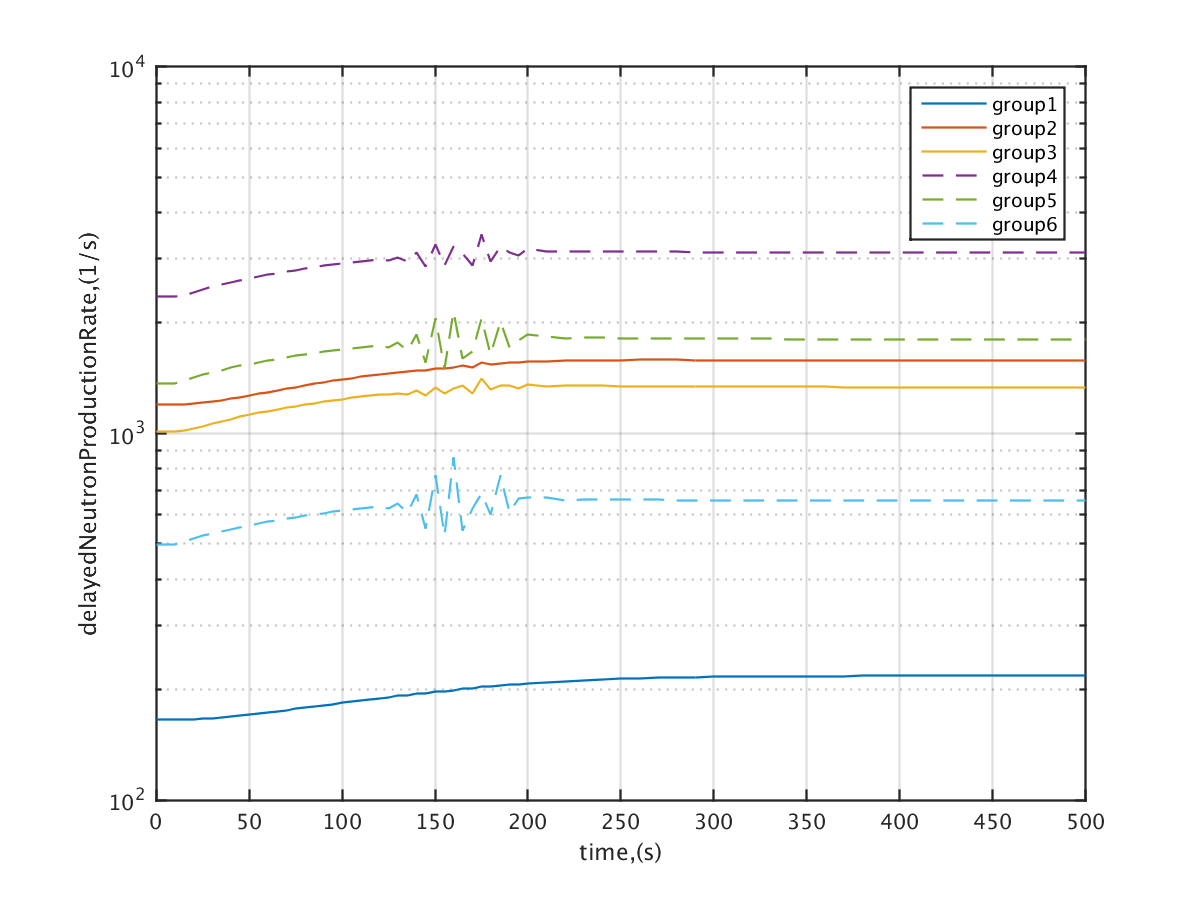 10^4
10^3
10^2
delayedNeutronProductionRate,(1/s)
group1
group2
group3
group4
group5
group6
0 50 100 150 200 250 300 350 400 450 500
time,(s)